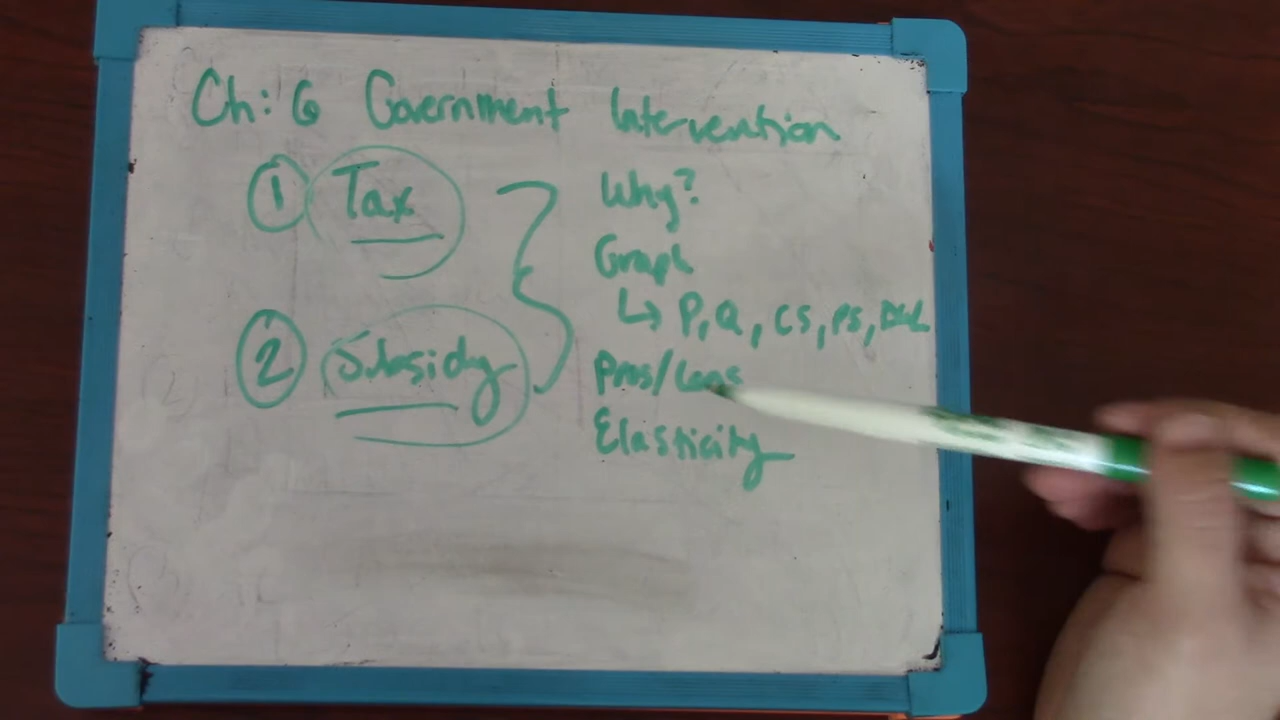 Ch: 6 Government Intervention
① Tax
② Subsidy
Why?
Graph
↳ P, Q, CS, PS, DWL
Pros/Cons
Elasticity